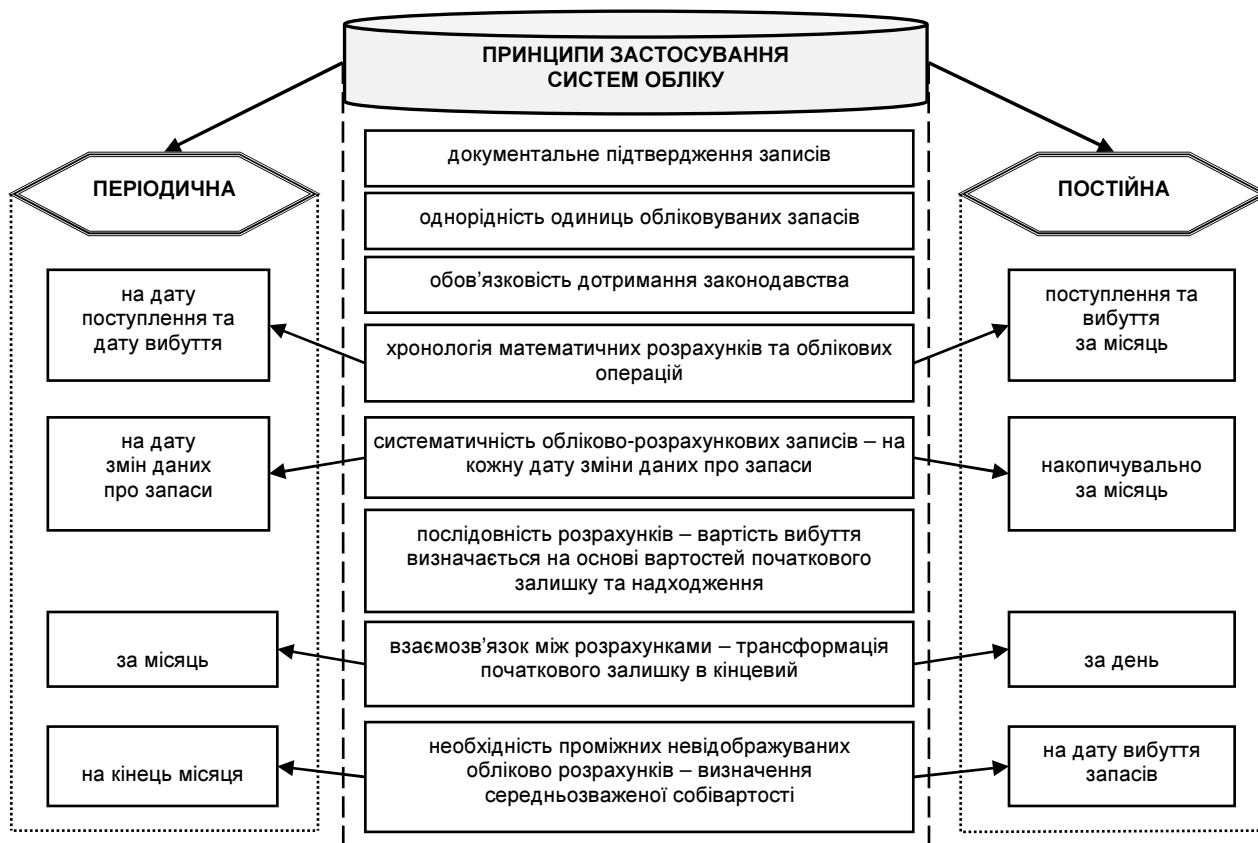 ПРИНЦИПИ ЗАСТОСУВАННЯ
СИСТЕМ ОБЛІКУ
ПЕРІОДИЧНА
ПОСТІЙНА
документальне підтвердження записів
однорідність одиниць обліковуваних запасів
обов’язковість дотримання законодавства
на дату
поступлення та
дату вибуття
хронологія математичних розрахунків та облікових
операцій
поступлення та
вибуття
за місяць
на дату
змін даних
про запаси
систематичність обліково-розрахункових записів – на
кожну дату зміни даних про запаси
накопичувально
за місяць
послідовність розрахунків – вартість вибуття
визначається на основі вартостей початкового
залишку та надходження
за місяць
взаємозв’язок між розрахунками – трансформація
початкового залишку в кінцевий
за день
на кінець місяця
необхідність проміжних невідображуваних
обліково розрахунків – визначення
середньозваженої собівартості
на дату вибуття
запасів